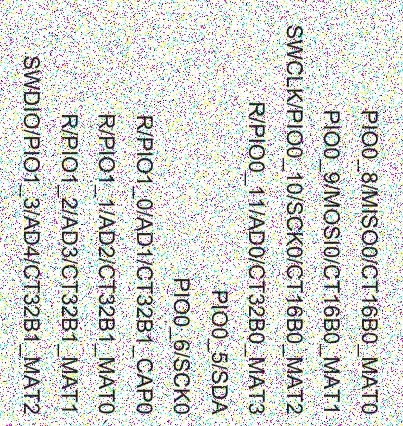 PIO0_8/MISO0/CT16B0_MAT0
PIO0_9/MOSI0/CT16B0_MAT1
SWCLK/PIO0_10/SCK0/CT16B0_MAT2
R/PIO0_11/AD0/CT32B0_MAT3
PIO0_5/SDA
PIO0_6/SCK0
R/PIO1_0/AD1/CT32B1_CAP0
R/PIO1_1/AD2/CT32B1_MAT0
R/PIO1_2/AD3/CT32B1_MAT1
SWDIO/PIO1_3/AD4/CT32B1_MAT2